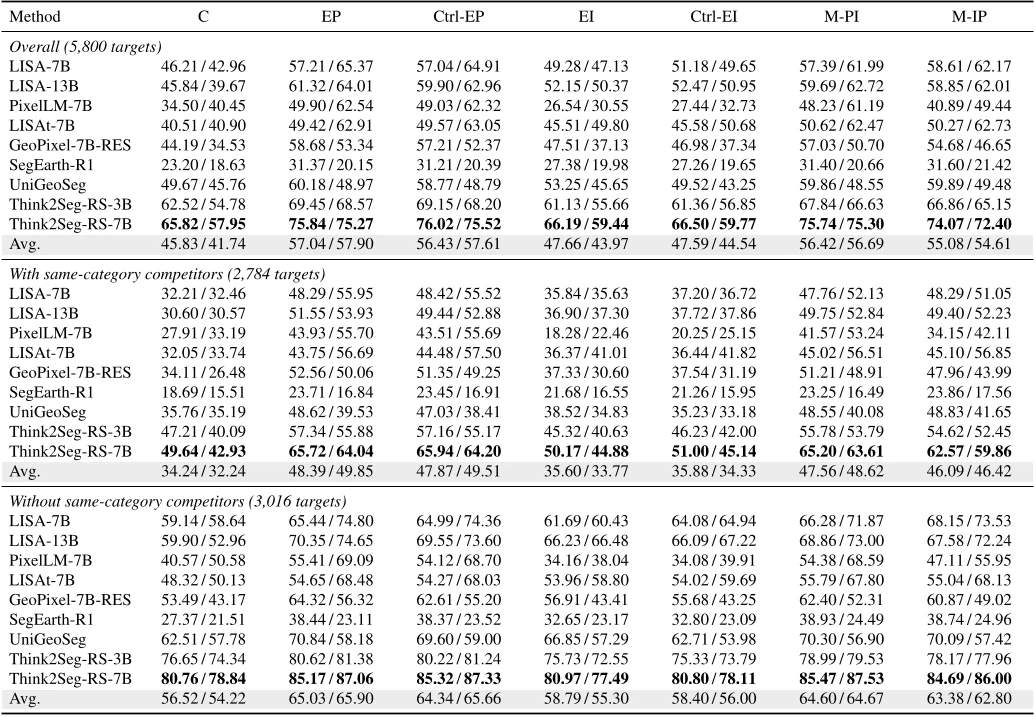 Method C EP Ctrl-EP EI Ctrl-EI M-PI M-IP
Overall (5,800 targets)
LISA-7B 46.21 / 42.96 57.21 / 65.37 57.04 / 64.91 49.28 / 47.13 51.18 / 49.65 57.39 / 61.99 58.61 / 62.17
LISA-13B 45.84 / 39.67 61.32 / 64.01 59.90 / 62.96 52.15 / 50.37 52.47 / 50.95 59.69 / 62.72 58.85 / 62.01
PixelLM-7B 34.50 / 40.45 49.90 / 62.54 49.03 / 62.32 26.54 / 30.55 27.44 / 32.73 48.23 / 61.19 40.89 / 49.44
LISAt-7B 40.51 / 40.90 49.42 / 62.91 49.57 / 63.05 45.51 / 49.80 45.58 / 50.68 50.62 / 62.47 50.27 / 62.73
GeoPixel-7B-RES 44.19 / 34.53 58.68 / 53.34 57.21 / 52.37 47.51 / 37.13 46.98 / 37.34 57.03 / 50.70 54.68 / 46.65
SegEarth-R1 23.20 / 18.63 31.37 / 20.15 31.21 / 20.39 27.38 / 19.98 27.26 / 19.65 31.40 / 20.66 31.60 / 21.42
UniGeoSeg 49.67 / 45.76 60.18 / 48.97 58.77 / 48.79 53.25 / 45.65 49.52 / 43.25 59.86 / 48.55 59.89 / 49.48
Think2Seg-RS-3B 62.52 / 54.78 69.45 / 68.57 69.15 / 68.20 61.13 / 55.66 61.36 / 56.85 67.84 / 66.63 66.86 / 65.15
Think2Seg-RS-7B 65.82 / 57.95 75.84 / 75.27 76.02 / 75.52 66.19 / 59.44 66.50 / 59.77 75.74 / 75.30 74.07 / 72.40
Avg. 45.83 / 41.74 57.04 / 57.90 56.43 / 57.61 47.66 / 43.97 47.59 / 44.54 56.42 / 56.69 55.08 / 54.61
With same-category competitors (2,784 targets)
LISA-7B 32.21 / 32.46 48.29 / 55.95 48.42 / 55.52 35.84 / 35.63 37.20 / 36.72 47.76 / 52.13 48.29 / 51.05
LISA-13B 30.60 / 30.57 51.55 / 53.93 49.44 / 52.88 36.90 / 37.30 37.72 / 37.86 49.75 / 52.84 49.40 / 52.23
PixelLM-7B 27.91 / 33.19 43.93 / 55.70 43.51 / 55.69 18.28 / 22.46 20.25 / 25.15 41.57 / 53.24 34.15 / 42.11
LISAt-7B 32.05 / 33.74 43.75 / 56.69 44.48 / 57.50 36.37 / 41.01 36.44 / 41.82 45.02 / 56.51 45.10 / 56.85
GeoPixel-7B-RES 34.11 / 26.48 52.56 / 50.06 51.35 / 49.25 37.33 / 30.60 37.54 / 31.19 51.21 / 48.91 47.96 / 43.99
SegEarth-R1 18.69 / 15.51 23.71 / 16.84 23.45 / 16.91 21.68 / 16.55 21.26 / 15.95 23.25 / 16.49 23.86 / 17.56
UniGeoSeg 35.76 / 35.19 48.62 / 39.53 47.03 / 38.41 38.52 / 34.83 35.23 / 33.18 48.55 / 40.08 48.83 / 41.65
Think2Seg-RS-3B 47.21 / 40.09 57.34 / 55.88 57.16 / 55.17 45.32 / 40.63 46.23 / 42.00 55.78 / 53.79 54.62 / 52.45
Think2Seg-RS-7B 49.64 / 42.93 65.72 / 64.04 65.94 / 64.20 50.17 / 44.88 51.00 / 45.14 65.20 / 63.61 62.57 / 59.86
Avg. 34.24 / 32.24 48.39 / 49.85 47.87 / 49.51 35.60 / 33.77 35.88 / 34.33 47.56 / 48.62 46.09 / 46.42
Without same-category competitors (3,016 targets)
LISA-7B 59.14 / 58.64 65.44 / 74.80 64.99 / 74.36 61.69 / 60.43 64.08 / 64.94 66.28 / 71.87 68.15 / 73.53
LISA-13B 59.90 / 52.96 70.35 / 74.65 69.55 / 73.60 66.23 / 66.48 66.09 / 67.22 68.86 / 73.00 67.58 / 72.24
PixelLM-7B 40.57 / 50.58 55.41 / 69.09 54.12 / 68.70 34.16 / 38.04 34.08 / 39.91 54.38 / 68.59 47.11 / 55.95
LISAt-7B 48.32 / 50.13 54.65 / 68.48 54.27 / 68.03 53.96 / 58.80 54.02 / 59.69 55.79 / 67.80 55.04 / 68.13
GeoPixel-7B-RES 53.49 / 43.17 64.32 / 56.32 62.61 / 55.20 56.91 / 43.41 55.68 / 43.25 62.40 / 52.31 60.87 / 49.02
SegEarth-R1 27.37 / 21.51 38.44 / 23.11 38.37 / 23.52 32.65 / 23.17 32.80 / 23.09 38.93 / 24.49 38.74 / 24.96
UniGeoSeg 62.51 / 57.78 70.84 / 58.18 69.60 / 59.00 66.85 / 57.29 62.71 / 53.98 70.30 / 56.90 70.09 / 57.42
Think2Seg-RS-3B 76.65 / 74.34 80.62 / 81.38 80.22 / 81.24 75.73 / 72.55 75.33 / 73.79 78.99 / 79.53 78.17 / 77.96
Think2Seg-RS-7B 80.76 / 78.84 85.17 / 87.06 85.32 / 87.33 80.97 / 77.49 80.80 / 78.11 85.47 / 87.53 84.69 / 86.00
Avg. 56.52 / 54.22 65.03 / 65.90 64.34 / 65.66 58.79 / 55.30 58.40 / 56.00 64.60 / 64.67 63.38 / 62.80